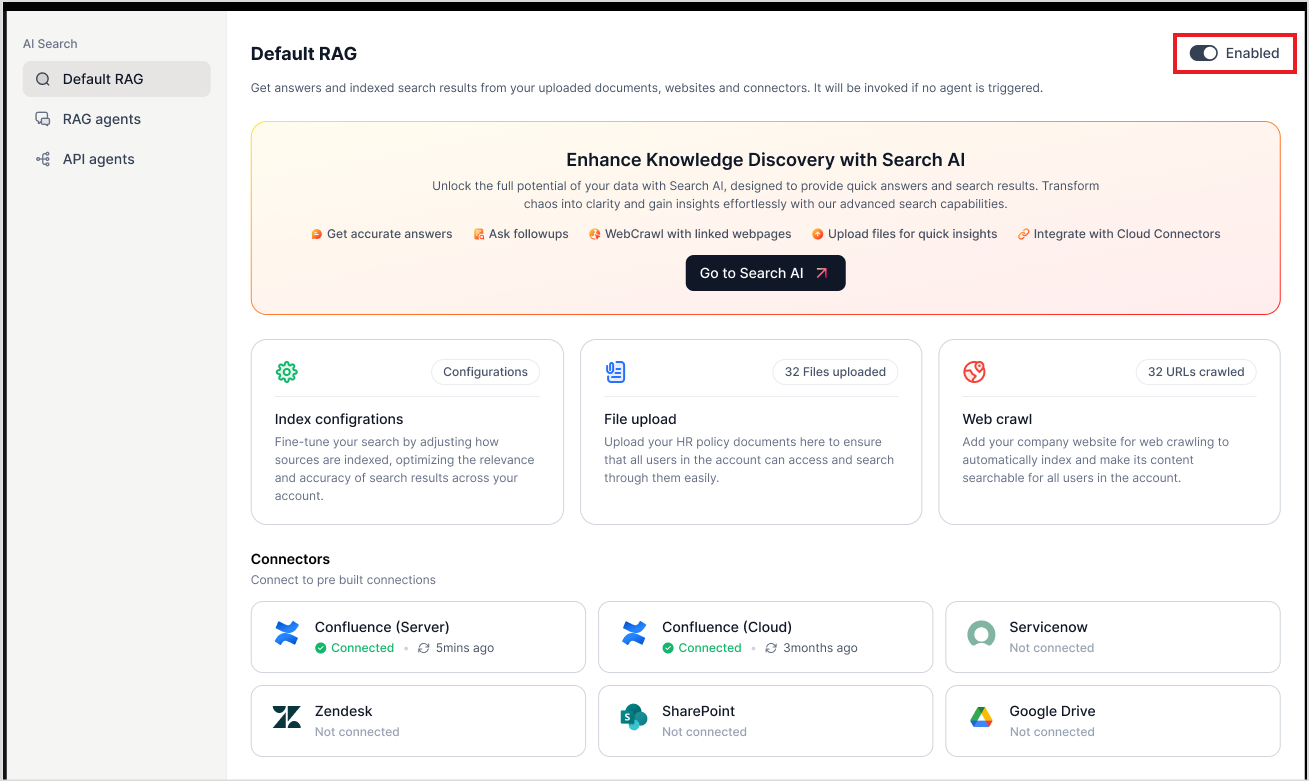 AI Search
Default RAG
RAG agents
API agents
Default RAG
Enabled
Get answers and indexed search results from your uploaded documents, websites and connectors. It will be invoked if no agent is triggered.
Enhance Knowledge Discovery with Search AI
Unlock the full potential of your data with Search AI, designed to provide quick answers and search results. Transform
chaos into clarity and gain insights effortlessly with our advanced search capabilities.
Get accurate answers
Ask followups
WebCrawl with linked webpages
Upload files for quick insights
Integrate with Cloud Connectors
Go to Search AI
Configurations
Index configrations
Fine-tune your search by adjusting how
sources are indexed, optimizing the relevance
and accuracy of search results across your
account.
32 Files uploaded
File upload
Upload your HR policy documents here to ensure
that all users in the account can access and search
through them easily.
32 URLs crawled
Web crawl
Add your company website for web crawling to
automatically index and make its content
searchable for all users in the account.
Connectors
Connect to pre built connections
Confluence (Server)
Connected • 5mins ago
Confluence (Cloud)
Connected • 3months ago
Servicenow
Not connected
Zendesk
Not connected
S
SharePoint
Not connected
Google Drive
Not connected